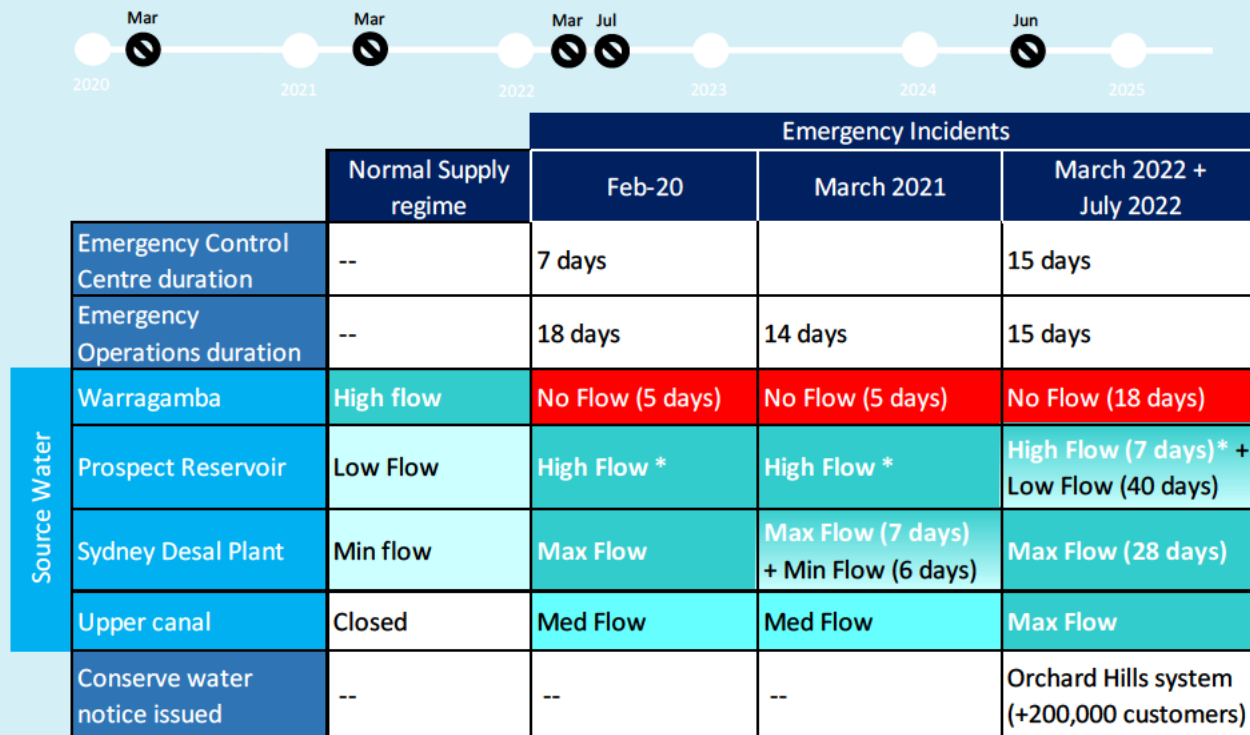 Mar
Mar
Mar Jul
Jun
2020
2021
2022
2023
2024
2025
Emergency Incidents
Normal Supply
regime
Feb-20
March 2021
March 2022 +
July 2022
Emergency Control
Centre duration
--
7 days
15 days
Emergency
Operations duration
--
18 days
14 days
15 days
Source Water
Warragamba
High flow
No Flow (5 days)
No Flow (5 days)
No Flow (18 days)
Prospect Reservoir
Low Flow
High Flow *
High Flow *
High Flow (7 days)* +
Low Flow (40 days)
Sydney Desal Plant
Min flow
Max Flow
Max Flow (7 days)
+ Min Flow (6 days)
Max Flow (28 days)
Upper canal
Closed
Med Flow
Med Flow
Max Flow
Conserve water
notice issued
--
--
--
Orchard Hills system
(+200,000 customers)